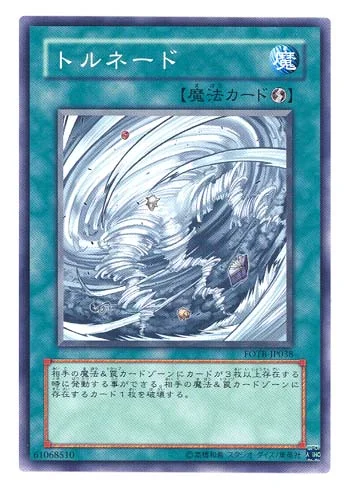 トルネード
魔
【魔法カード】
FOTB-JP038
相手の魔法&罠カードゾーンにカードが3枚以上存在する
時に発動する事ができる。相手の魔法&罠カードゾーンに
存在するカード1枚を破壊する。
61068510
©高橋和希 スタジオ・ダイス/集英社